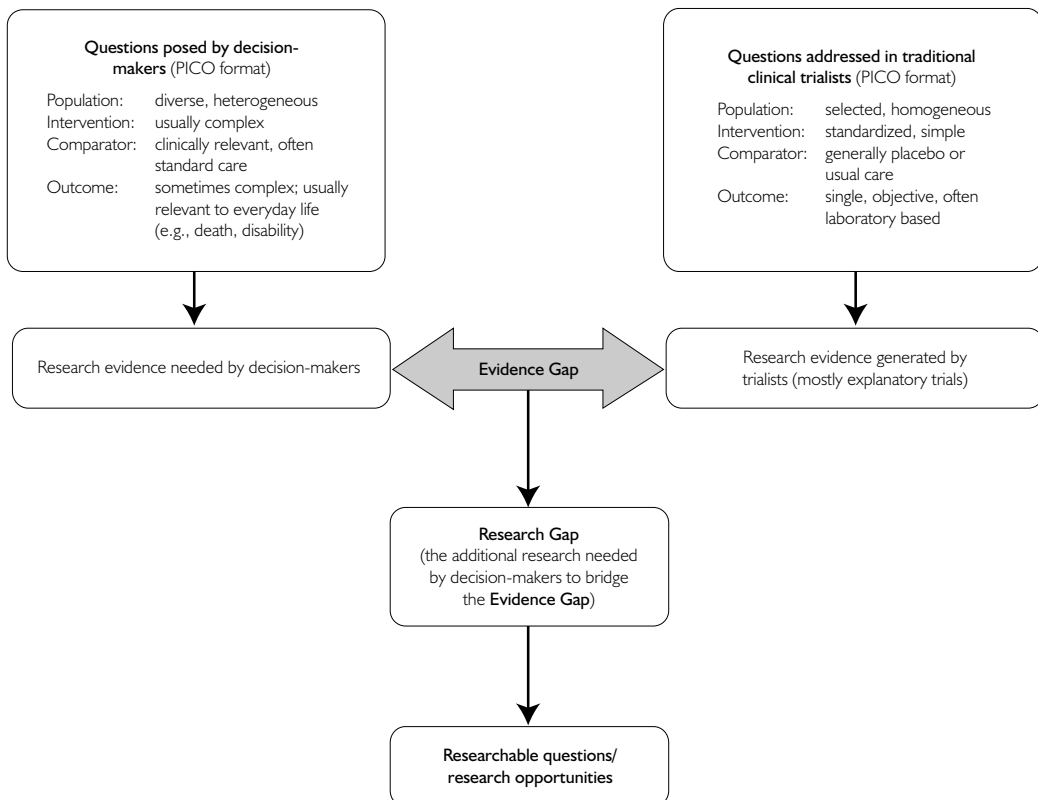 Questions posed by decision-
makers (PICO format)
Population: diverse, heterogeneous
Intervention: usually complex
Comparator: clinically relevant, often
standard care
Outcome: sometimes complex; usually
relevant to everyday life
(e.g., death, disability)
Questions addressed in traditional
clinical trialists (PICO format)
Population: selected, homogeneous
Intervention: standardized, simple
Comparator: generally placebo or
usual care
Outcome: single, objective, often
laboratory based
Research evidence needed by decision-makers
Evidence Gap
Research evidence generated by
trialists (mostly explanatory trials)
Research Gap
(the additional research needed
by decision-makers to bridge
the Evidence Gap)
Researchable questions/
research opportunities